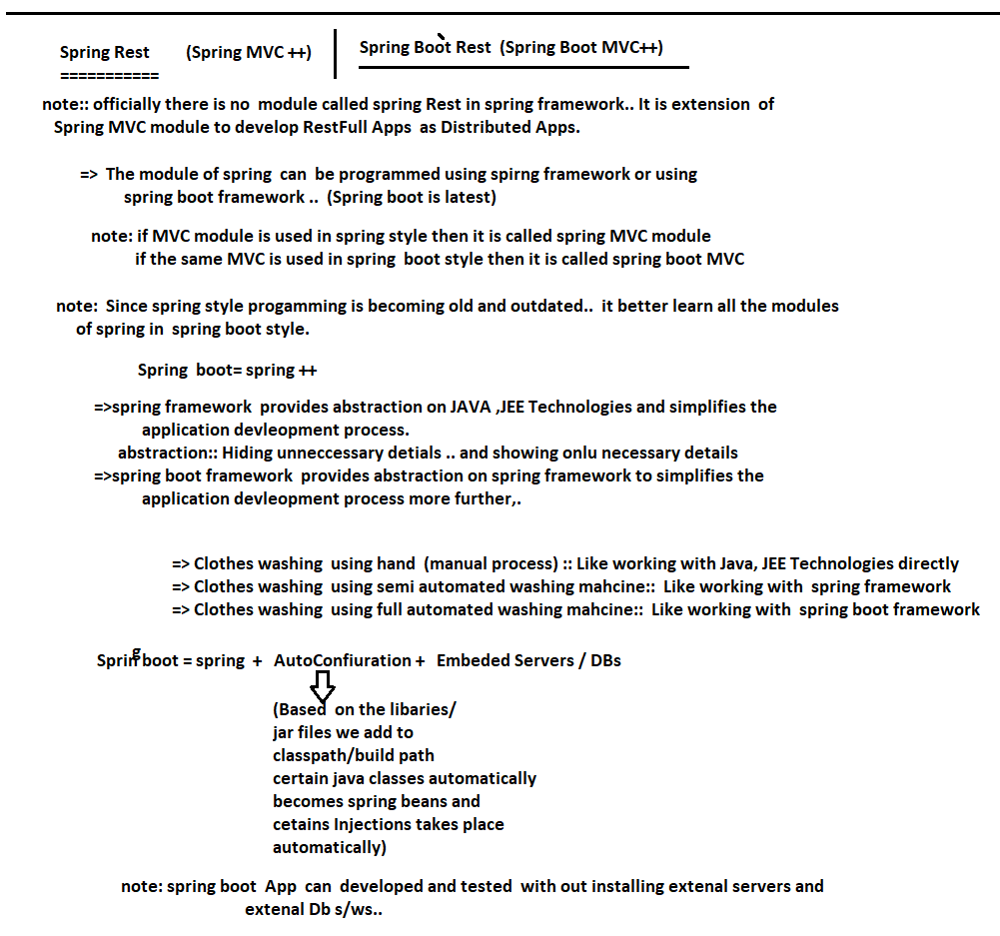 Spring Rest (Spring MVC ++) Spring Boot Rest (Spring Boot MVC++)
===========
note:: officially there is no module called spring Rest in spring framework.. It is extension of
Spring MVC module to develop RestFull Apps as Distributed Apps.
=> The module of spring can be programmed using spirng framework or using
spring boot framework .. (Spring boot is latest)
note: if MVC module is used in spring style then it is called spring MVC module
if the same MVC is used in spring boot style then it is called spring boot MVC
note: Since spring style progamming is becoming old and outdated.. it better learn all the modules
of spring in spring boot style.
Spring boot= spring ++
=>spring framework provides abstraction on JAVA ,JEE Technologies and simplifies the
application devleopment process.
abstraction:: Hiding unneccessary detials .. and showing onlu necessary details
=>spring boot framework provides abstraction on spring framework to simplifies the
application devleopment process more further,.
=> Clothes washing using hand (manual process) :: Like working with Java, JEE Technologies directly
=> Clothes washing using semi automated washing mahcine:: Like working with spring framework
=> Clothes washing using full automated washing mahcine:: Like working with spring boot framework
Spring boot = spring + AutoConfiuration + Embeded Servers / DBs
(Based on the libaries/
jar files we add to
classpath/build path
certain java classes automatically
becomes spring beans and
cetains Injections takes place
automatically)
note: spring boot App can developed and tested with out installing extenal servers and
extenal Db s/ws..